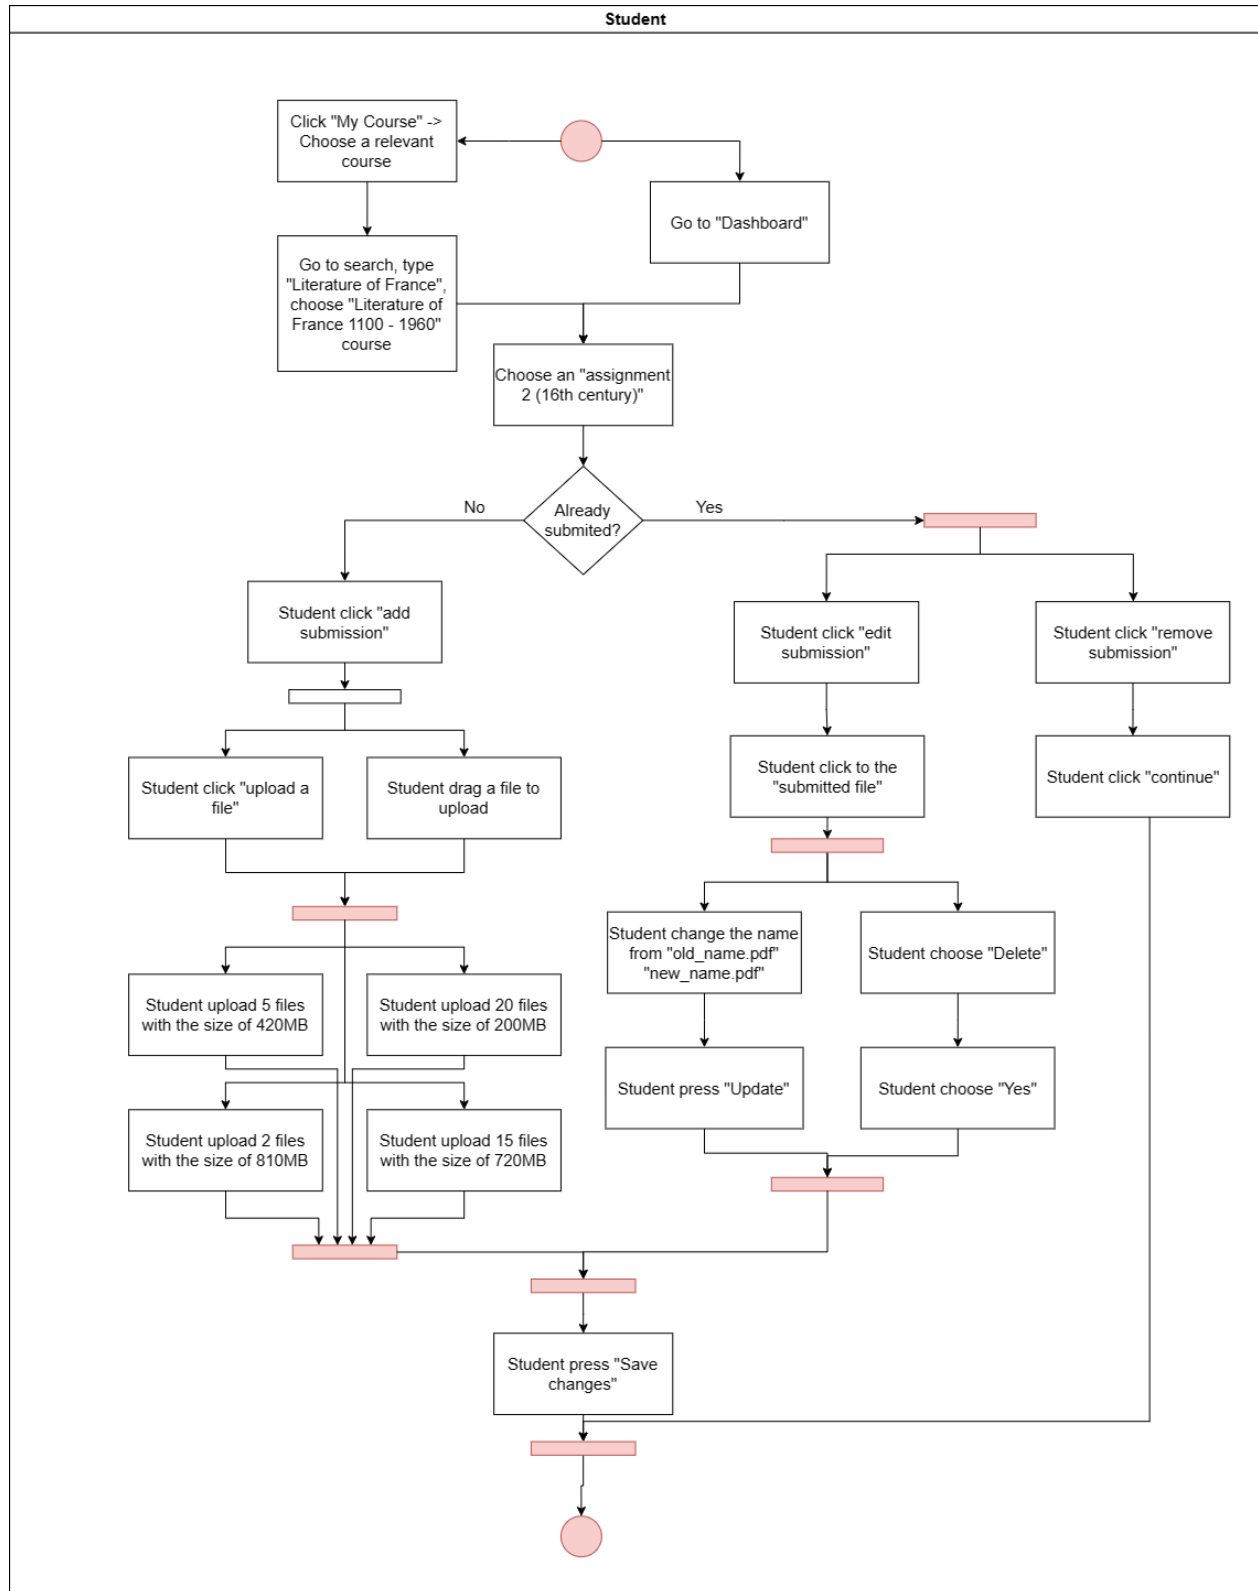 Student
Click "My Course" ->
Choose a relevant
course
Go to "Dashboard"
Go to search, type
"Literature of France",
choose "Literature of
France 1100 - 1960"
course
Choose an "assignment
2 (16th century)"
Already
submited?
No
Yes
Student click "add
submission"
Student click "edit
submission"
Student click "remove
submission"
Student click "upload a
file"
Student drag a file to
upload
Student click to the
"submitted file"
Student click "continue"
Student change the name
from "old_name.pdf"
"new_name.pdf"
Student choose "Delete"
Student upload 5 files
with the size of 420MB
Student upload 20 files
with the size of 200MB
Student press "Update"
Student choose "Yes"
Student upload 2 files
with the size of 810MB
Student upload 15 files
with the size of 720MB
Student press "Save
changes"